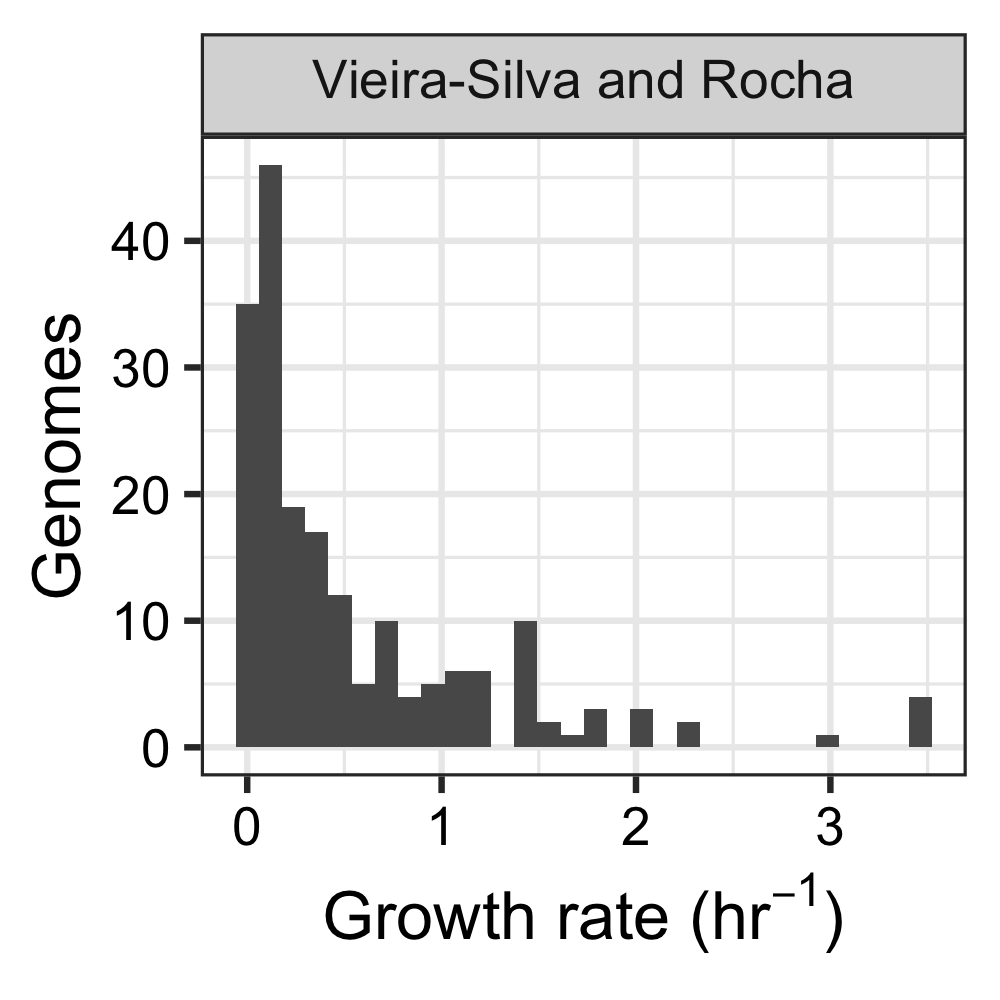 Vieira-Silva and Rocha
40
30
20
10
0
Genomes
0 1 2 3
Growth rate (hr⁻¹)